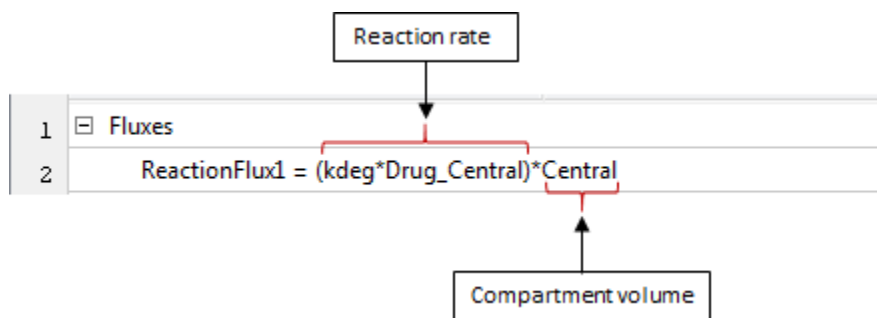 Reaction rate
1 Fluxes
2 ReactionFlux1 = (kdeg*Drug_Central)*Central
Compartment volume